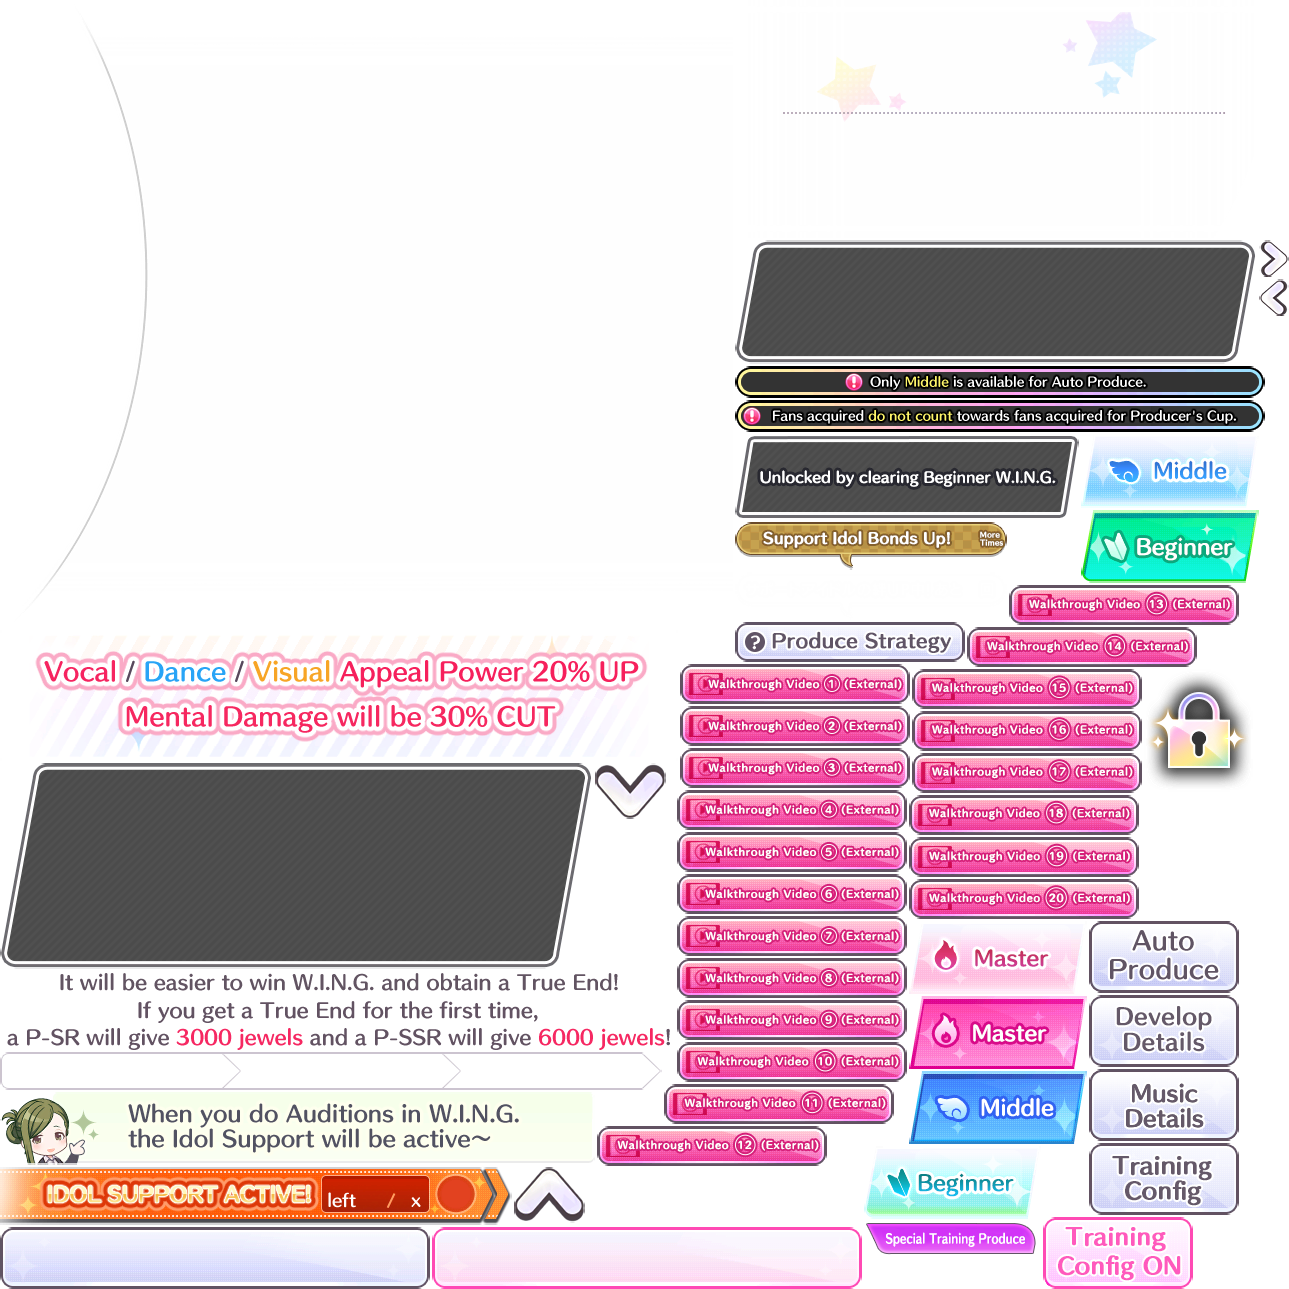 Only Middle is available for Auto Produce.
Fans acquired do not count towards fans acquired for Producer's Cup.
Unlocked by clearing Beginner W.I.N.G.
Middle
Support Idol Bonds Up!
More
Times
Beginner
Walkthrough Video 13 (External)
Produce Strategy
Walkthrough Video 14 (External)
Vocal / Dance / Visual Appeal Power 20% UP
Mental Damage will be 30% CUT
Walkthrough Video 1 (External)
Walkthrough Video 15 (External)
Walkthrough Video 2 (External)
Walkthrough Video 16 (External)
Walkthrough Video 3 (External)
Walkthrough Video 17 (External)
Walkthrough Video 4 (External)
Walkthrough Video 18 (External)
Walkthrough Video 5 (External)
Walkthrough Video 19 (External)
Walkthrough Video 6 (External)
Walkthrough Video 20 (External)
Walkthrough Video 7 (External)
Walkthrough Video 8 (External)
Walkthrough Video 9 (External)
Walkthrough Video 10 (External)
Walkthrough Video 11 (External)
Walkthrough Video 12 (External)
Master
Auto
Produce
Master
Develop
Details
Middle
Music
Details
Beginner
Training
Config
Special Training Produce
Training
Config ON
It will be easier to win W.I.N.G. and obtain a True End!
If you get a True End for the first time,
a P-SR will give 3000 jewels and a P-SSR will give 6000 jewels!
When you do Auditions in W.I.N.G.
the Idol Support will be active~
IDOL SUPPORT ACTIVE!
left / x